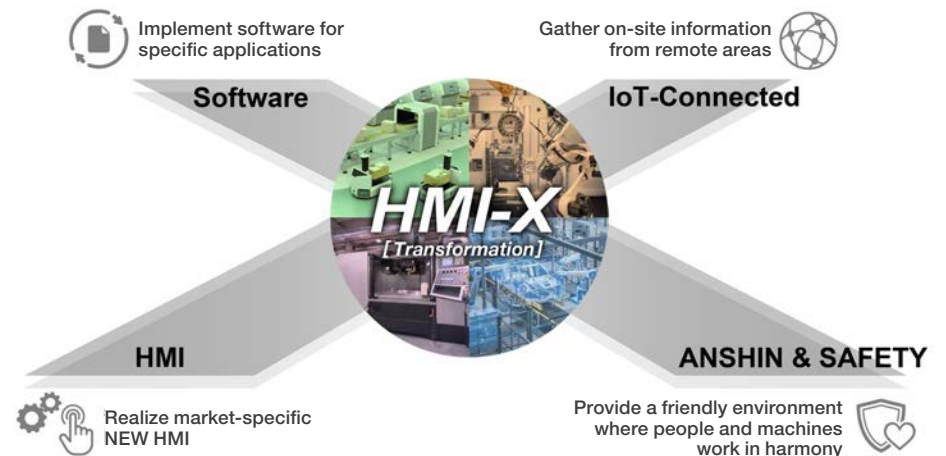 Implement software for
specific applications
Gather on-site information
from remote areas
Software
IoT-Connected
HMI-X
[Transformation]
HMI
ANSHIN & SAFETY
Realize market-specific
NEW HMI
Provide a friendly environment
where people and machines
work in harmony